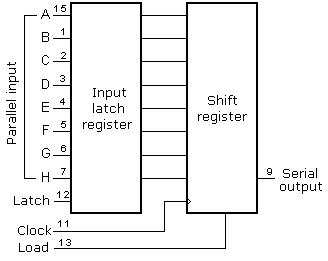 A 15
B 1
C 2
D 3
E 4
F 5
G 6
H 7
Parallel input
Input
latch
register
Shift
register
9 Serial
output
Latch 12
Clock 11
Load 13